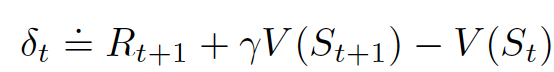 δ_t ≐ R_{t+1} + γV(S_{t+1}) − V(S_t)